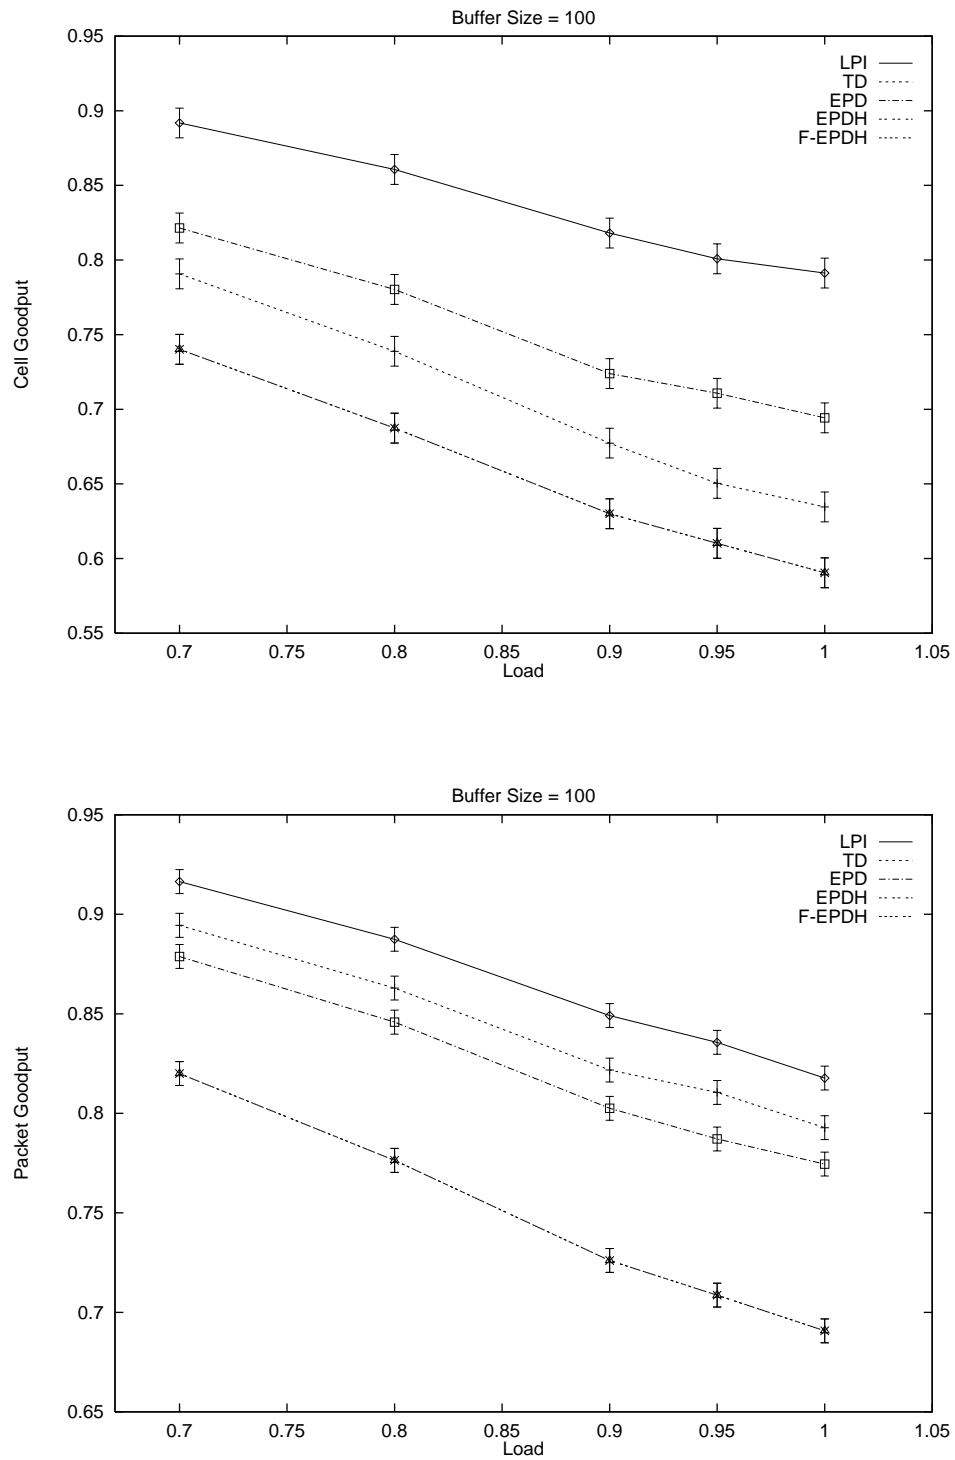 Buffer Size = 100
0.95
0.9
0.85
0.8
0.75
0.7
0.65
0.6
0.55
Cell Goodput
LPI
TD
EPD
EPDH
F-EPDH
0.7 0.75 0.8 0.85 0.9 0.95 1 1.05
Load
Buffer Size = 100
0.95
0.9
0.85
0.8
0.75
0.7
0.65
Packet Goodput
LPI
TD
EPD
EPDH
F-EPDH
0.7 0.75 0.8 0.85 0.9 0.95 1 1.05
Load